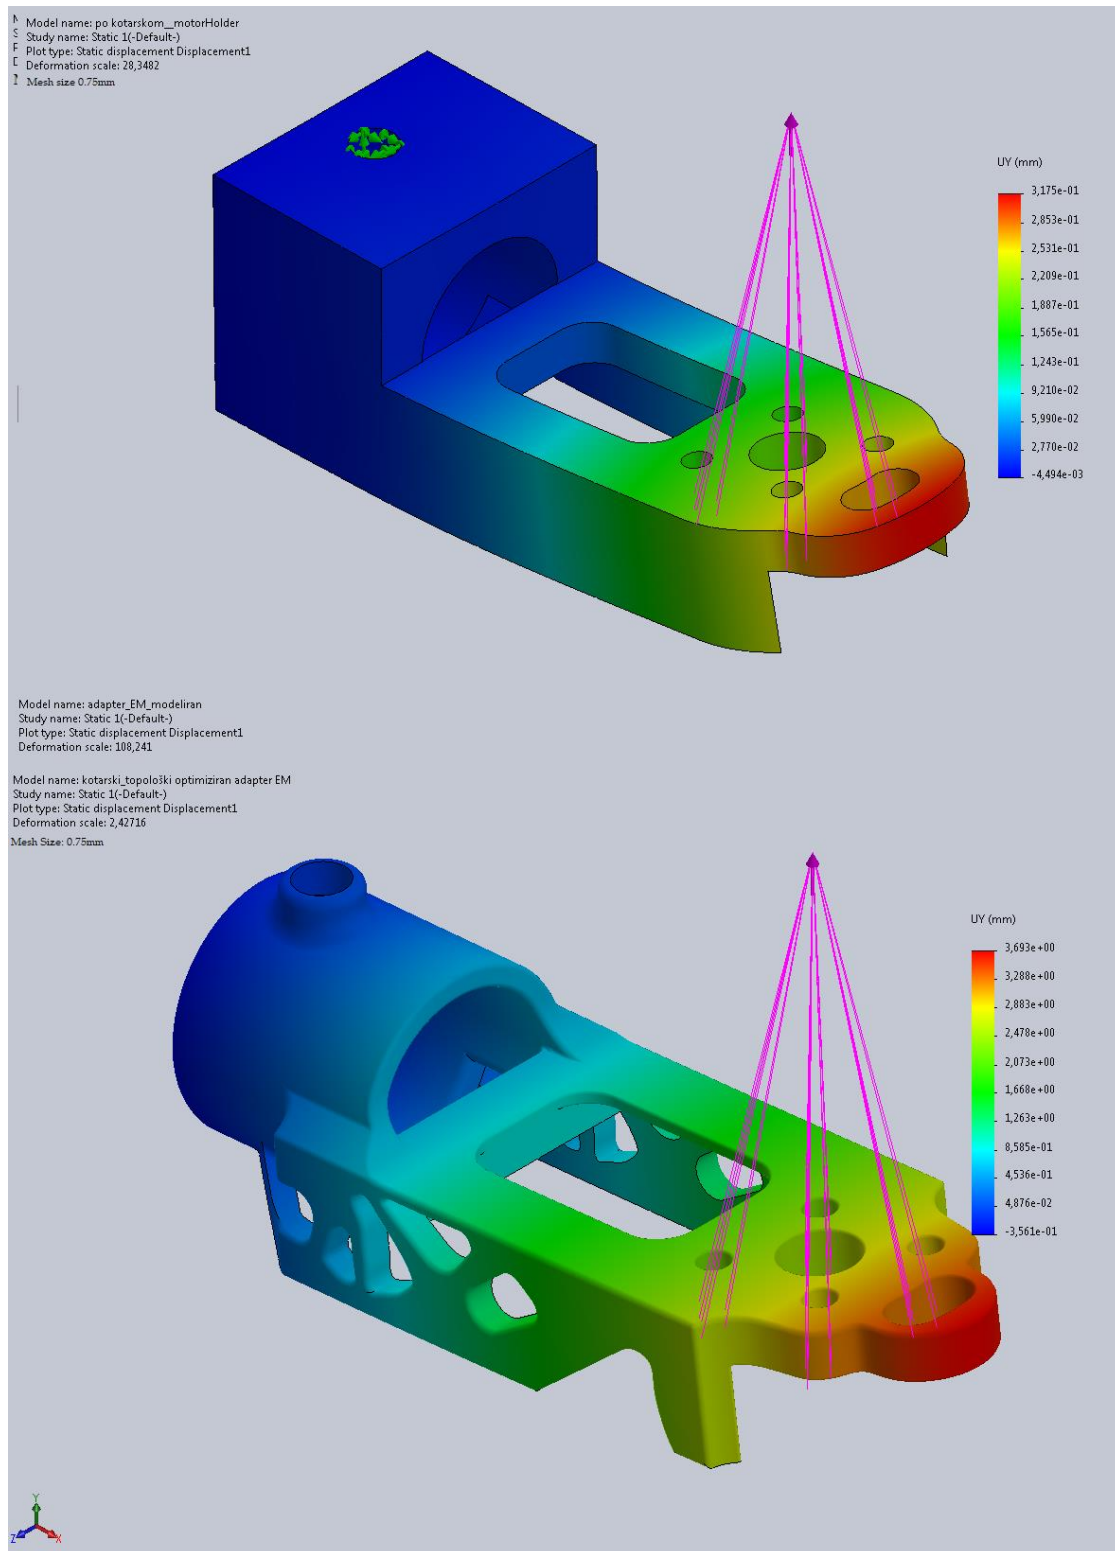 Model name: po kotarskom__motorHolder
Study name: Static 1(-Default-)
Plot type: Static displacement Displacement1
Deformation scale: 28,3482
Mesh size 0.75mm
UY (mm)
3,175e-01
2,853e-01
2,531e-01
2,209e-01
1,887e-01
1,565e-01
1,243e-01
9,210e-02
5,990e-02
2,770e-02
-4,494e-03
Model name: adapter_EM_modeliran
Study name: Static 1(-Default-)
Plot type: Static displacement Displacement1
Deformation scale: 108,241
Model name: kotarski_topološki optimiziran adapter EM
Study name: Static 1(-Default-)
Plot type: Static displacement Displacement1
Deformation scale: 2,42716
Mesh Size: 0.75mm
UY (mm)
3,693e+00
3,288e+00
2,883e+00
2,478e+00
2,073e+00
1,668e+00
1,263e+00
8,585e-01
4,536e-01
4,876e-02
-3,561e-01
Y
Z
X